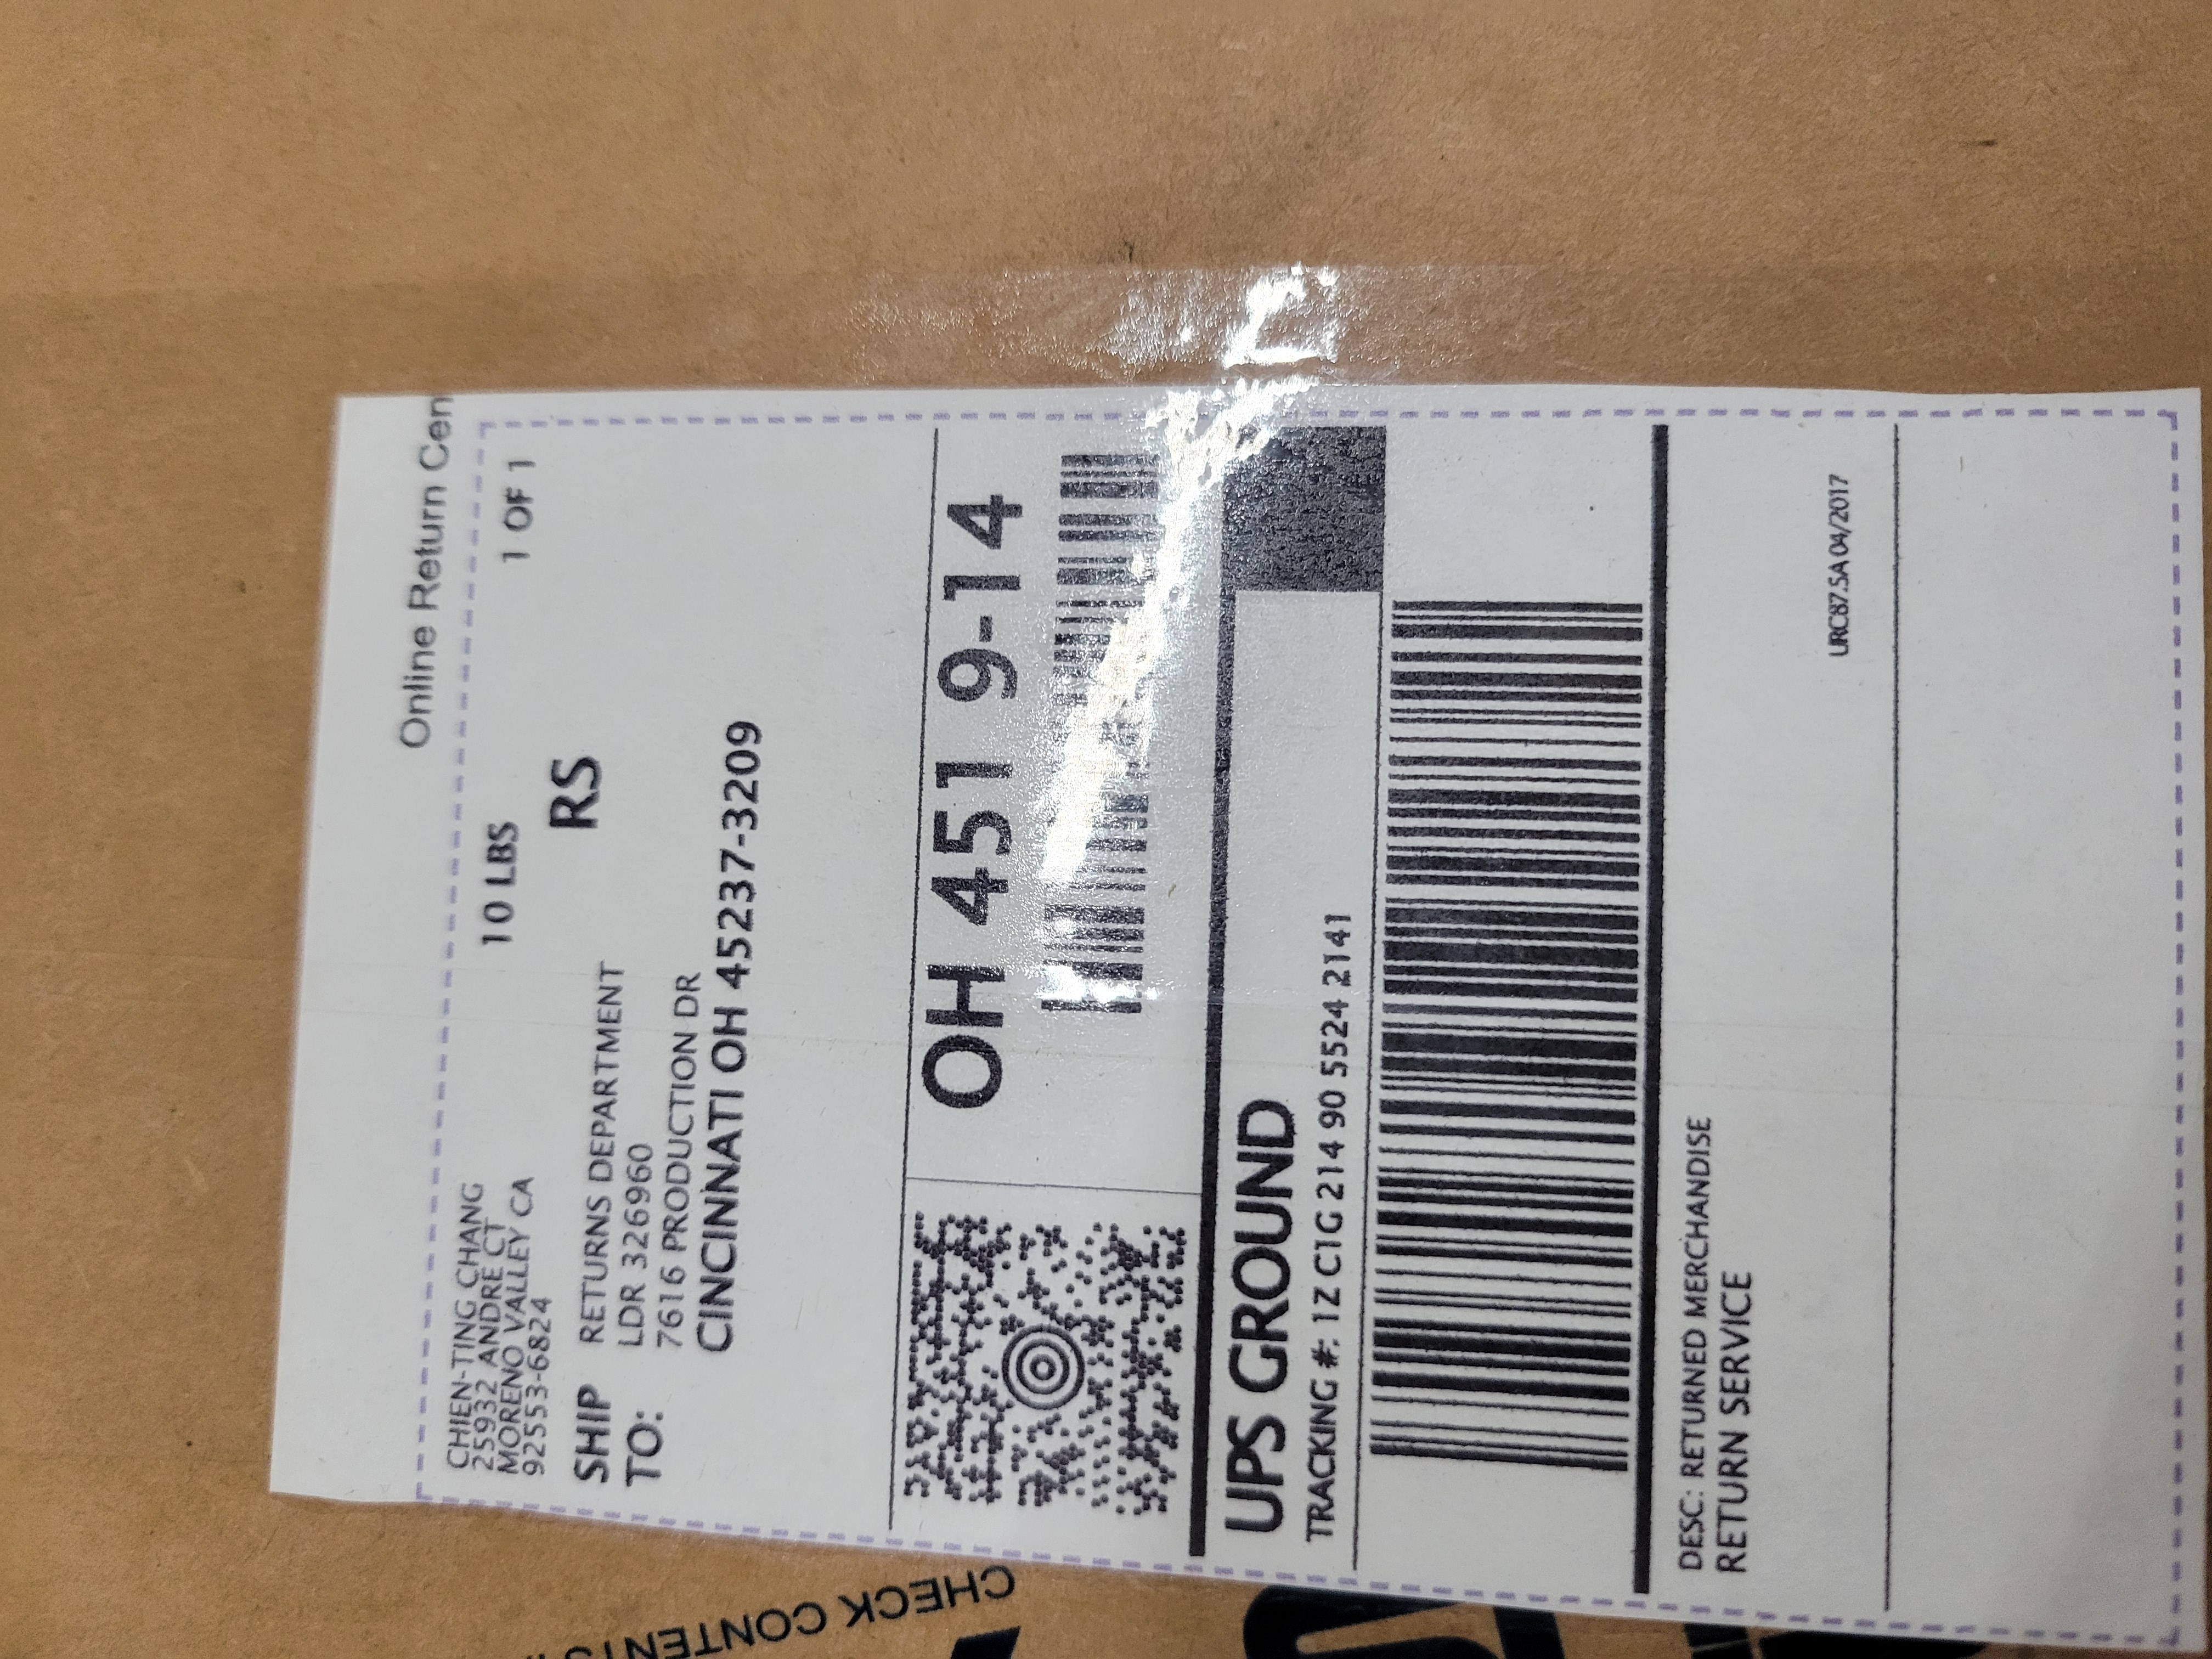 Online Return Cen
CHIEN-TING CHANG
25932 ANDRE CT
MORENO VALLEY CA
92553-6824
10 LBS
1 OF 1
RS
SHIP
TO:
RETURNS DEPARTMENT
LDR 326960
7616 PRODUCTION DR
CINCINNATI OH 45237-3209
OH 451 9-14
UPS GROUND
TRACKING #: 1Z C1G 214 90 5524 2141
DESC: RETURNED MERCHANDISE
RETURN SERVICE
URC87.5A 04/2017
CHECK CONTENTS